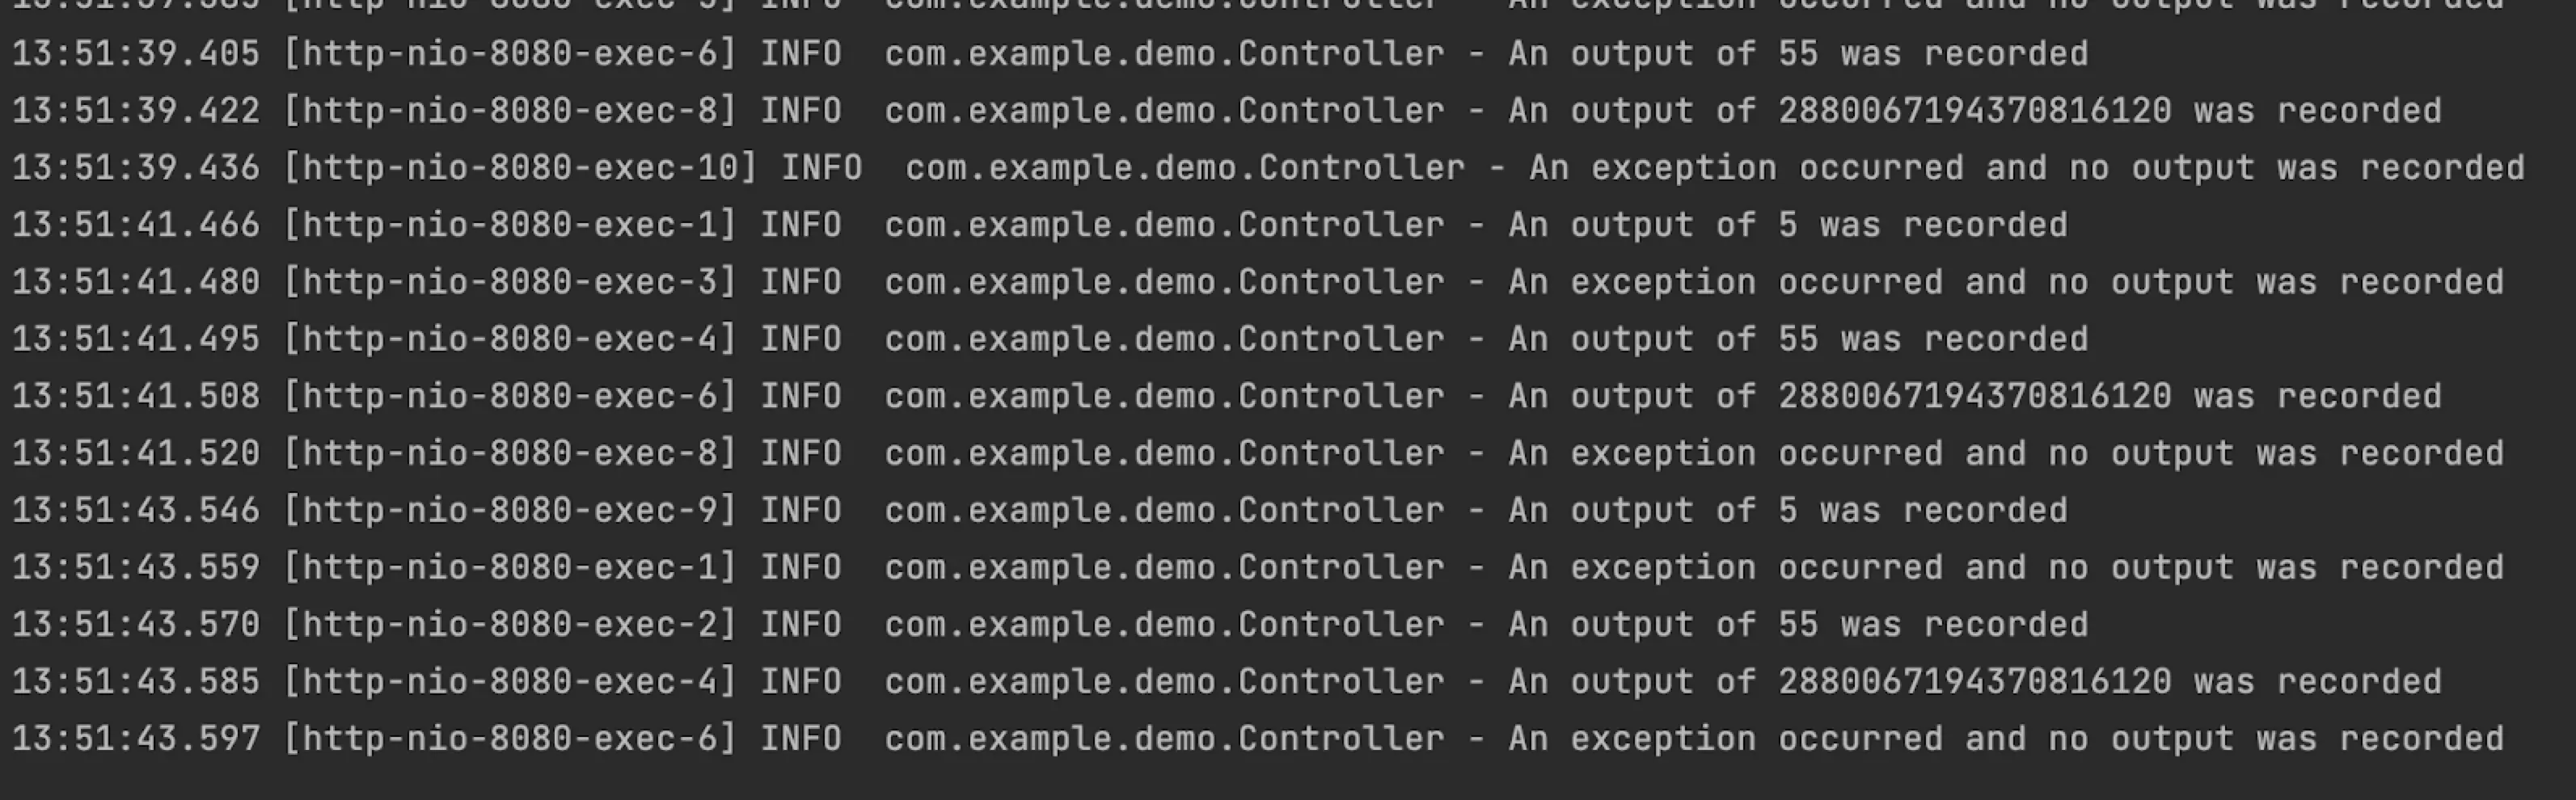 [http-nio-8080-exec-5] INFO  com.example.demo.Controller - An exception occurred and no output was recorded
13:51:39.405 [http-nio-8080-exec-6] INFO  com.example.demo.Controller - An output of 55 was recorded
13:51:39.422 [http-nio-8080-exec-8] INFO  com.example.demo.Controller - An output of 2880067194370816120 was recorded
13:51:39.436 [http-nio-8080-exec-10] INFO  com.example.demo.Controller - An exception occurred and no output was recorded
13:51:41.466 [http-nio-8080-exec-1] INFO  com.example.demo.Controller - An output of 5 was recorded
13:51:41.480 [http-nio-8080-exec-3] INFO  com.example.demo.Controller - An exception occurred and no output was recorded
13:51:41.495 [http-nio-8080-exec-4] INFO  com.example.demo.Controller - An output of 55 was recorded
13:51:41.508 [http-nio-8080-exec-6] INFO  com.example.demo.Controller - An output of 2880067194370816120 was recorded
13:51:41.520 [http-nio-8080-exec-8] INFO  com.example.demo.Controller - An exception occurred and no output was recorded
13:51:43.546 [http-nio-8080-exec-9] INFO  com.example.demo.Controller - An output of 5 was recorded
13:51:43.559 [http-nio-8080-exec-1] INFO  com.example.demo.Controller - An exception occurred and no output was recorded
13:51:43.570 [http-nio-8080-exec-2] INFO  com.example.demo.Controller - An output of 55 was recorded
13:51:43.585 [http-nio-8080-exec-4] INFO  com.example.demo.Controller - An output of 2880067194370816120 was recorded
13:51:43.597 [http-nio-8080-exec-6] INFO  com.example.demo.Controller - An exception occurred and no output was recorded